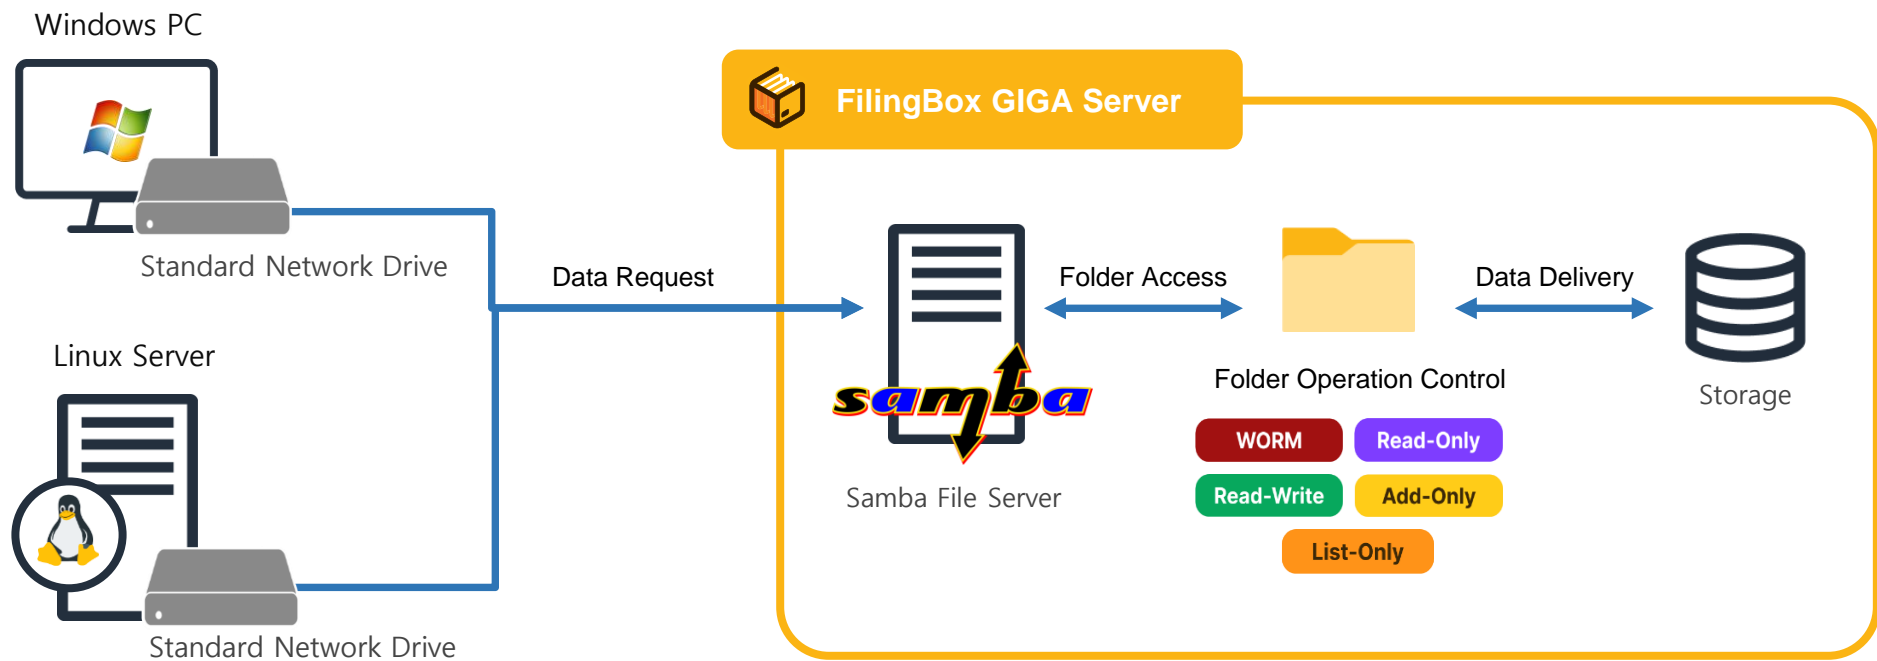 Windows PC
Standard Network Drive
Linux Server
Standard Network Drive
Data Request
FilingBox GIGA Server
samba
Samba File Server
Folder Access
Folder Operation Control
WORM
Read-Only
Read-Write
Add-Only
List-Only
Data Delivery
Storage